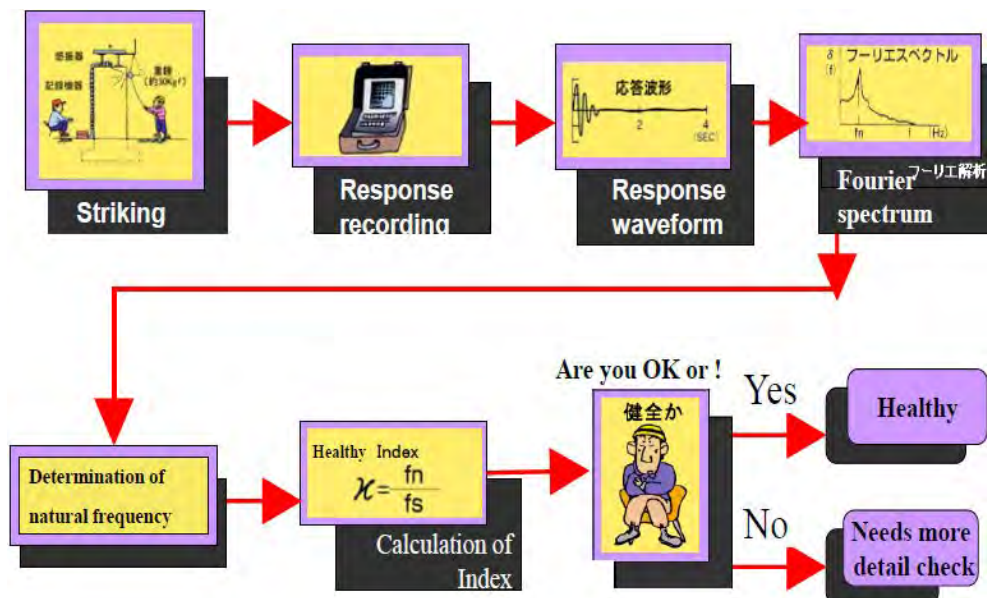 感振器
重錘
(約30Kgf)
記録機器
Striking
Response
recording
応答波形
2
4
(SEC)
Response
waveform
δ
(f)
フーリエスペクトル
fn
f
(Hz)
フーリエ解析
Fourier
spectrum
Determination of
natural frequency
Healthy Index
ϰ= fn
fs
Calculation of
Index
Are you OK or !
健全か
Yes
Healthy
No
Needs more
detail check